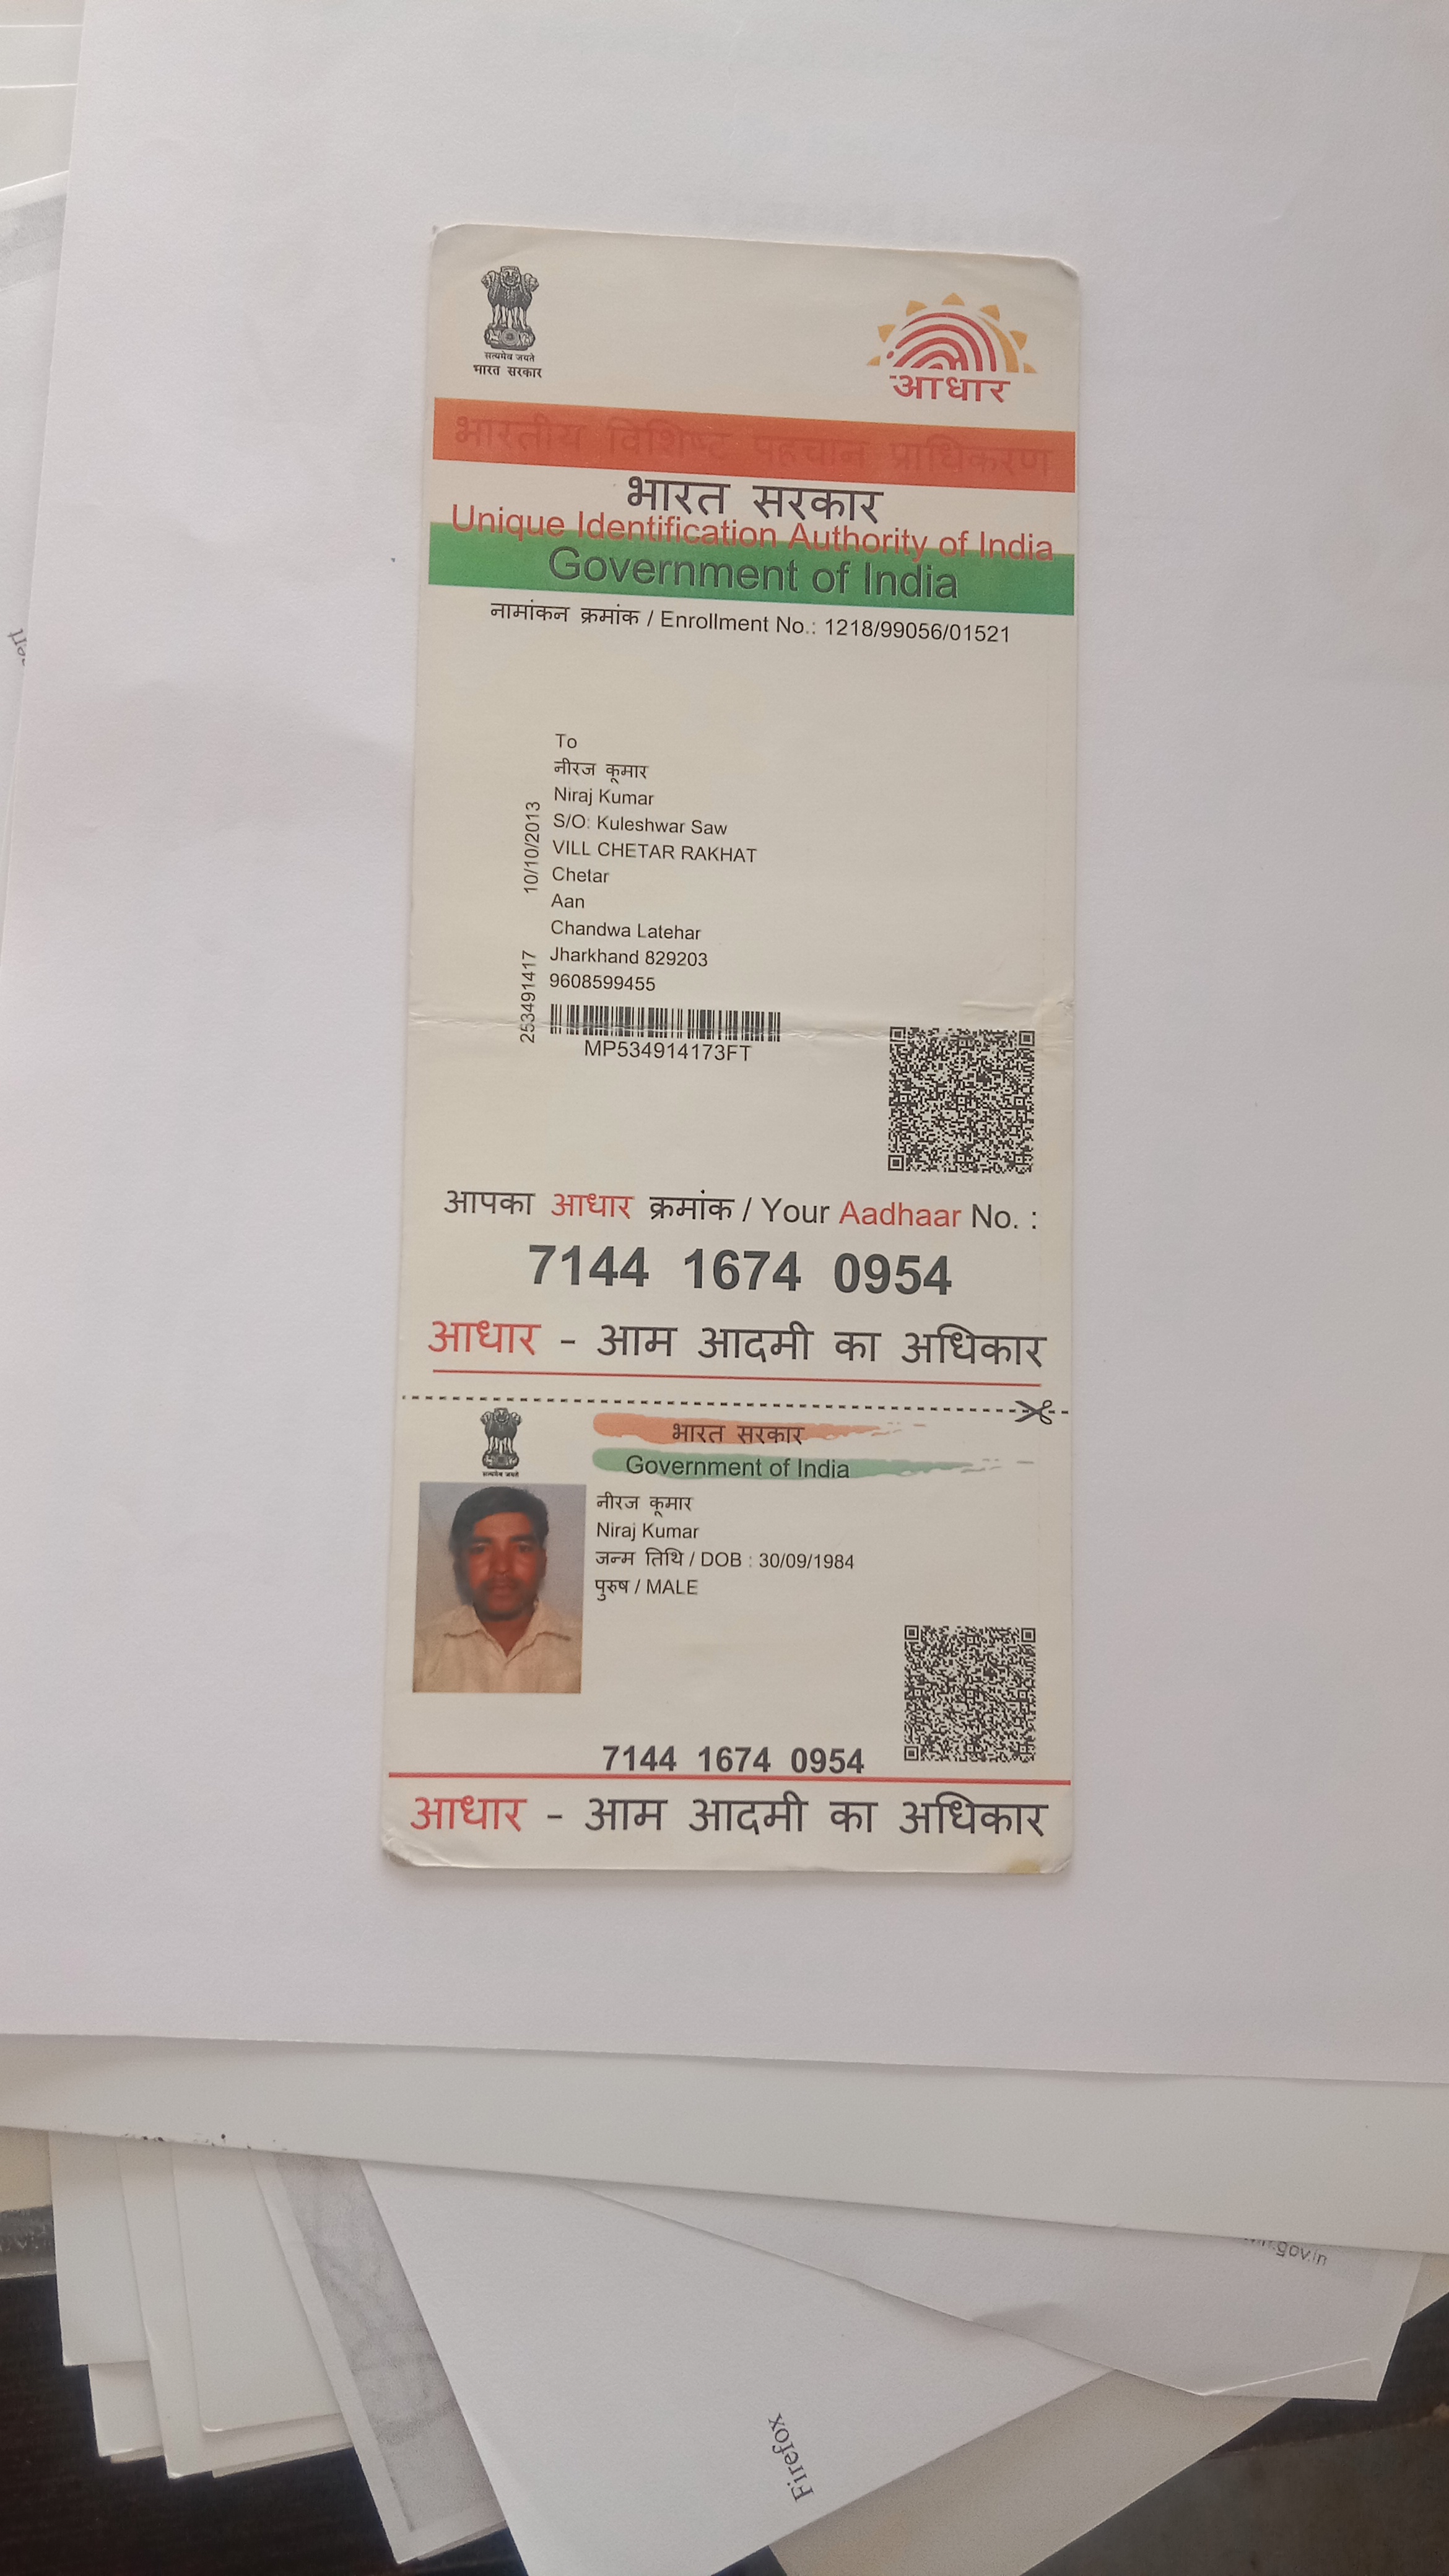 सत्यमेव जयते
भारत सरकार
आधार
भारतीय विशिष्ट पहचान प्राधिकरण
भारत सरकार
Unique Identification Authority of India
Government of India
नामांकन क्रमांक / Enrollment No.: 1218/99056/01521
To
नीरज कूमार
Niraj Kumar
S/O: Kuleshwar Saw
VILL CHETAR RAKHAT
Chetar
Aan
Chandwa Latehar
Jharkhand 829203
9608599455
253491417 10/10/2013
MP534914173FT
आपका आधार क्रमांक / Your Aadhaar No. :
7144 1674 0954
आधार - आम आदमी का अधिकार
सत्यमेव जयते
भारत सरकार
Government of India
नीरज कूमार
Niraj Kumar
जन्म तिथि / DOB : 30/09/1984
पुरुष / MALE
7144 1674 0954
आधार - आम आदमी का अधिकार
gov.in
Firefox